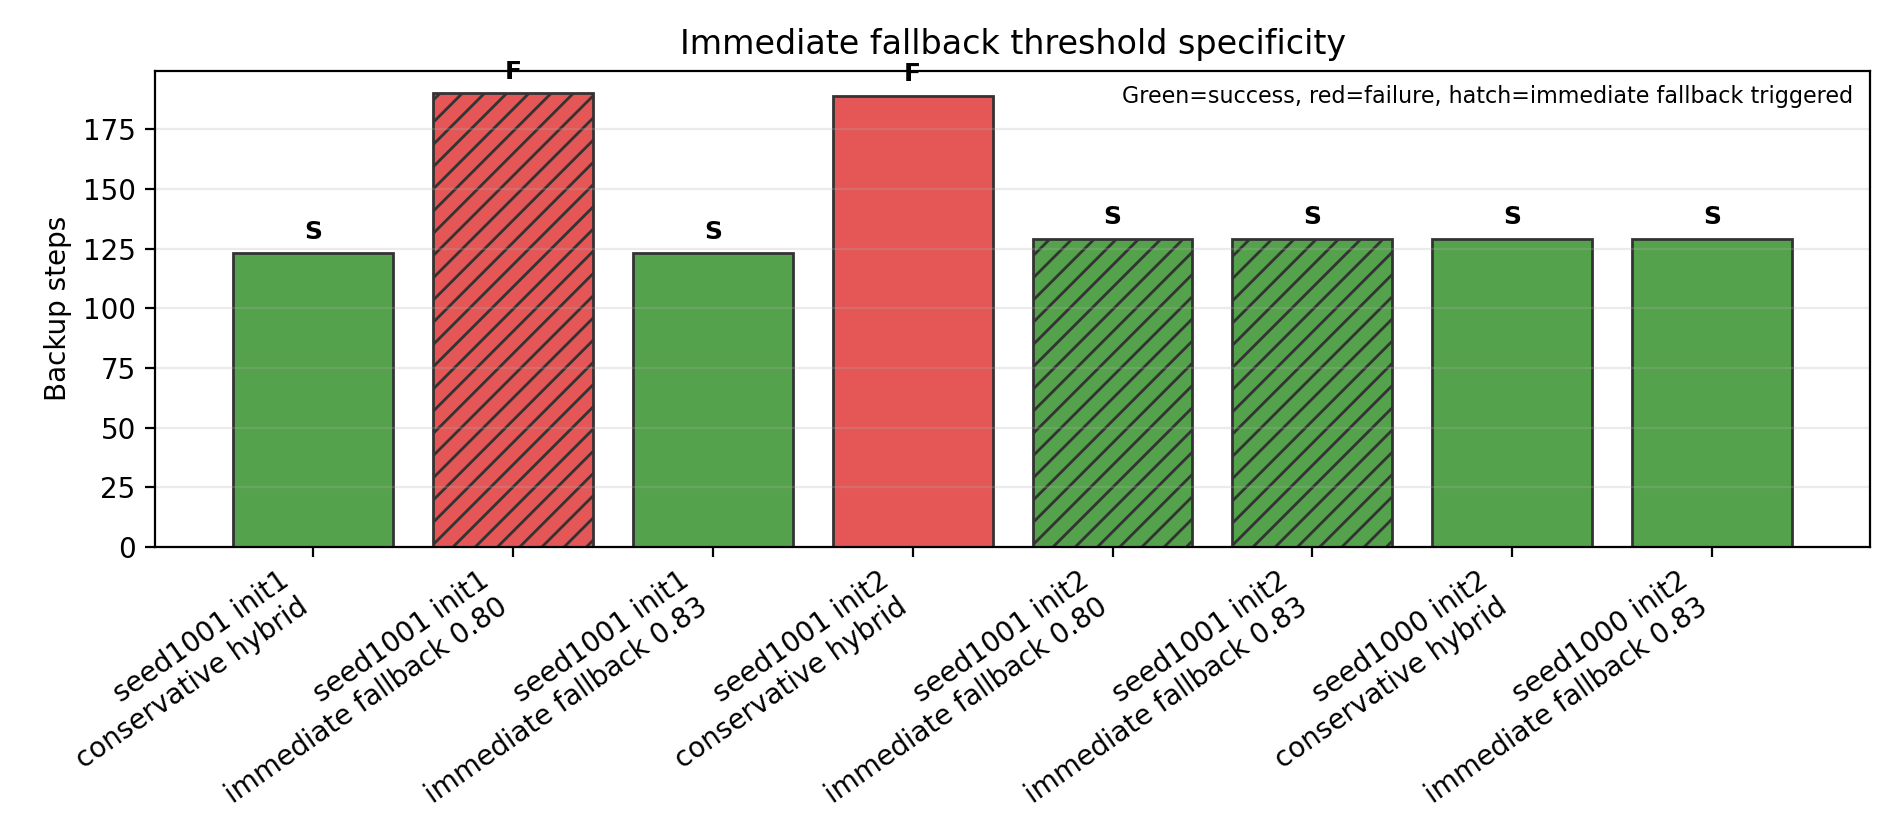 Immediate fallback threshold specificity
Green=success, red=failure, hatch=immediate fallback triggered
Backup steps
175
150
125
100
75
50
25
0
S
F
S
F
S
S
S
S
seed1001 init1
conservative hybrid
seed1001 init1
immediate fallback 0.80
seed1001 init1
immediate fallback 0.83
seed1001 init2
conservative hybrid
seed1001 init2
immediate fallback 0.80
seed1001 init2
immediate fallback 0.83
seed1000 init2
conservative hybrid
seed1000 init2
immediate fallback 0.83